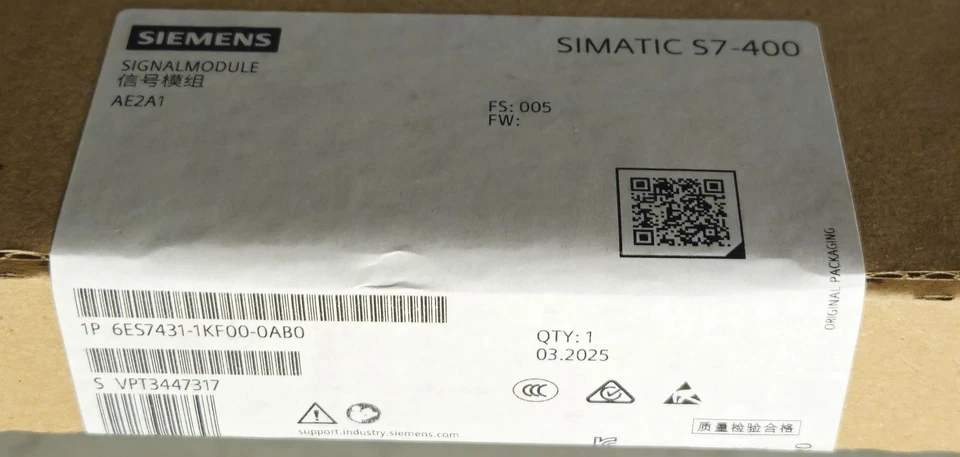 SIEMENS
SIMATIC S7-400
SIGNALMODULE
信号模组
AE2A1
FS: 005
FW:
ORIGINAL PACKAGING
1P 6ES7431-1KF00-0AB0
QTY: 1
03.2025
S VPT3447317
CCC
support.industry.siemens.com
质量检验合格